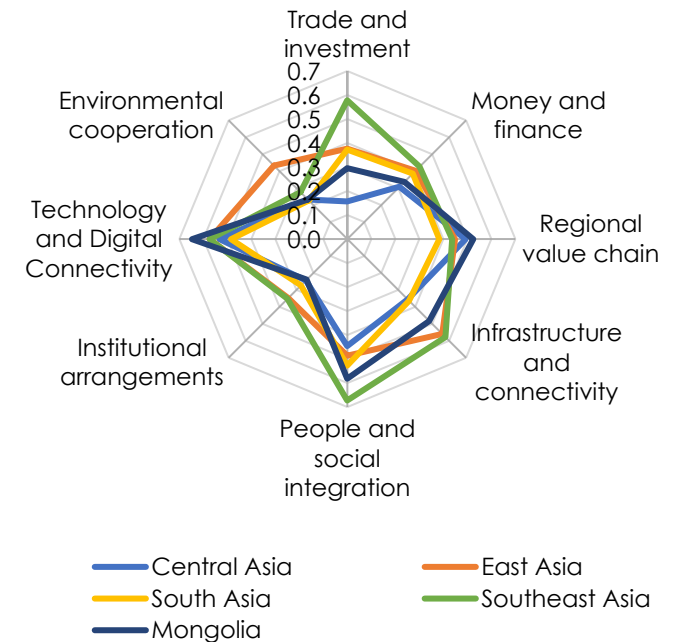 Trade and
investment
0.7
0.6
0.5
0.4
0.3
0.2
0.1
0.0
Environmental
cooperation
Money and
finance
Technology
and Digital
Connectivity
Regional
value chain
Institutional
arrangements
Infrastructure
and
connectivity
People and
social
integration
Central Asia
East Asia
South Asia
Southeast Asia
Mongolia